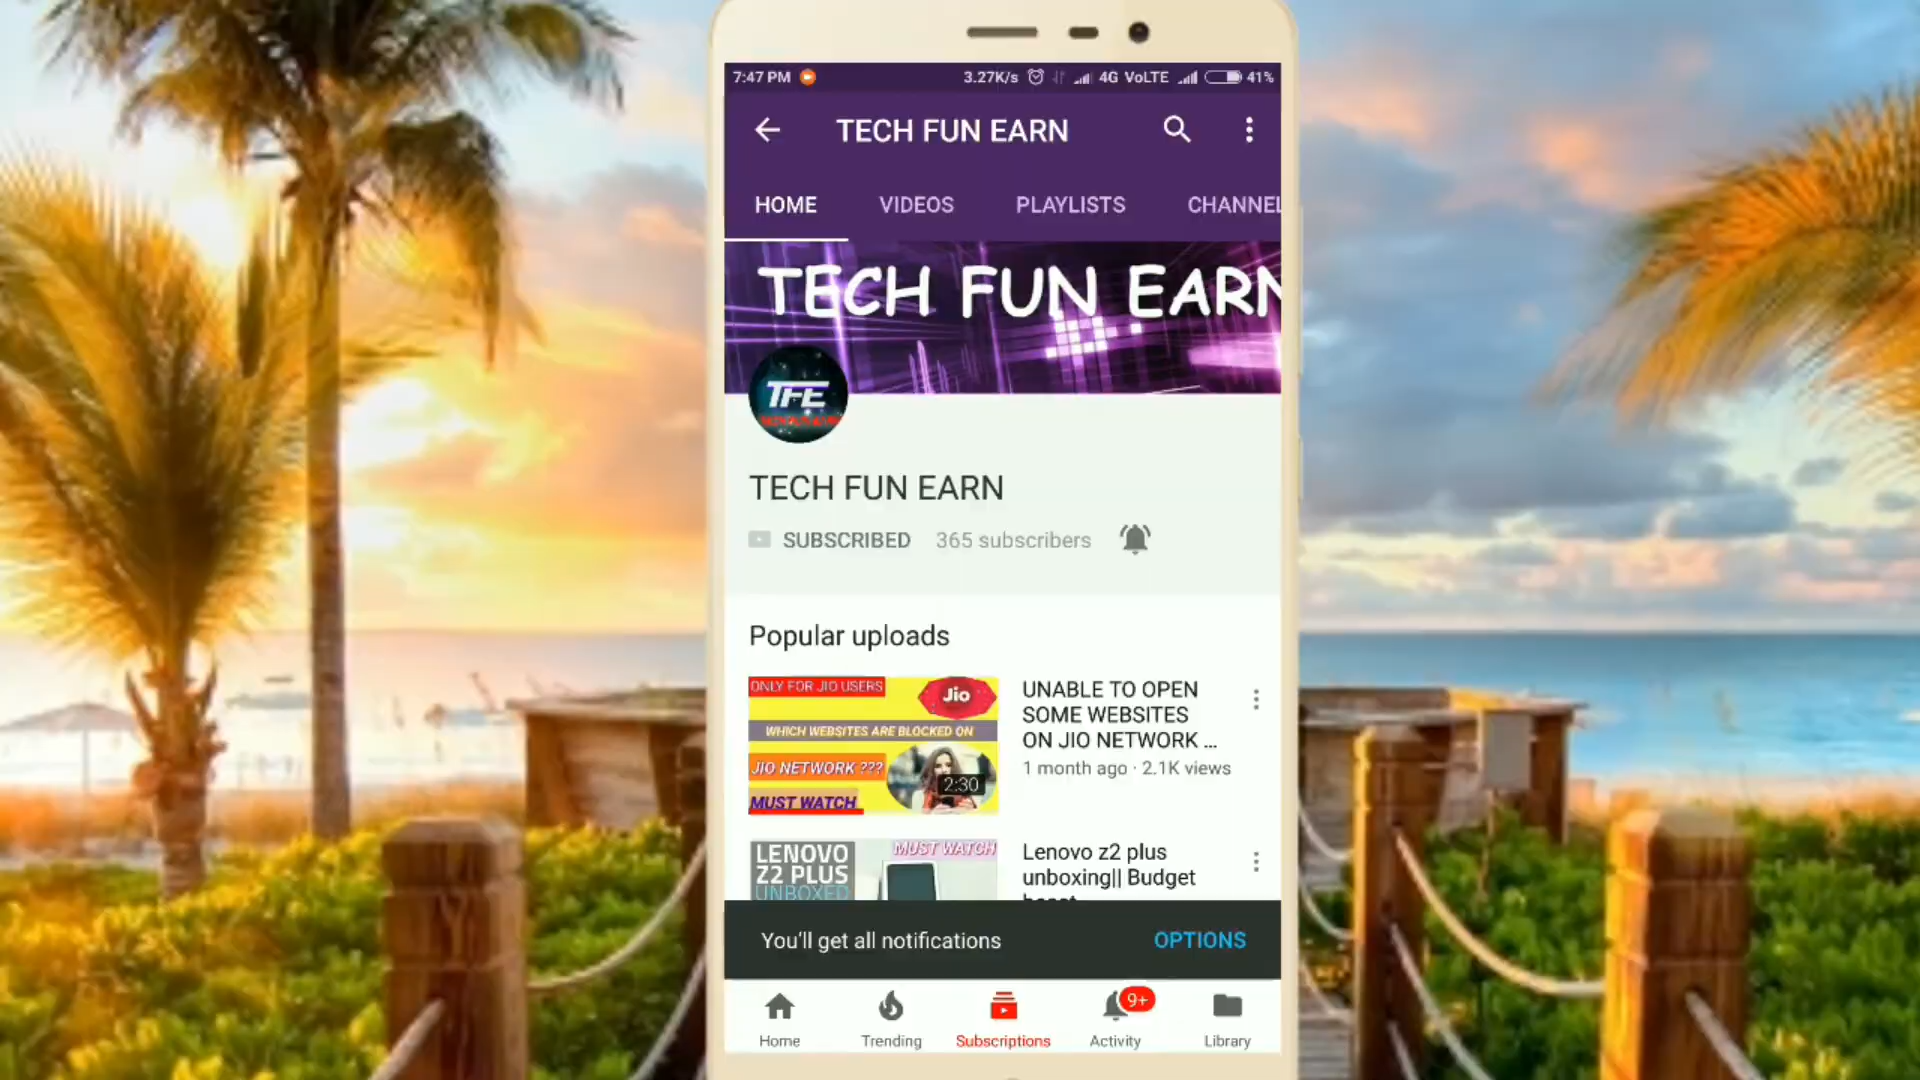 7:47 PM 3.27K/s 4G VoLTE 41%
TECH FUN EARN
HOME VIDEOS PLAYLISTS CHANNEL
TECH FUN EARN
TFE
TECH FUN EARN
SUBSCRIBED 365 subscribers
Popular uploads
ONLY FOR JIO USERS
Jio
WHICH WEBSITES ARE BLOCKED ON
JIO NETWORK ???
MUST WATCH
2:30
UNABLE TO OPEN
SOME WEBSITES
ON JIO NETWORK ...
1 month ago · 2.1K views
LENOVO
Z2 PLUS
UNBOXED
MUST WATCH
Lenovo z2 plus
unboxing|| Budget
You'll get all notifications OPTIONS
9+
Home Trending Subscriptions Activity Library